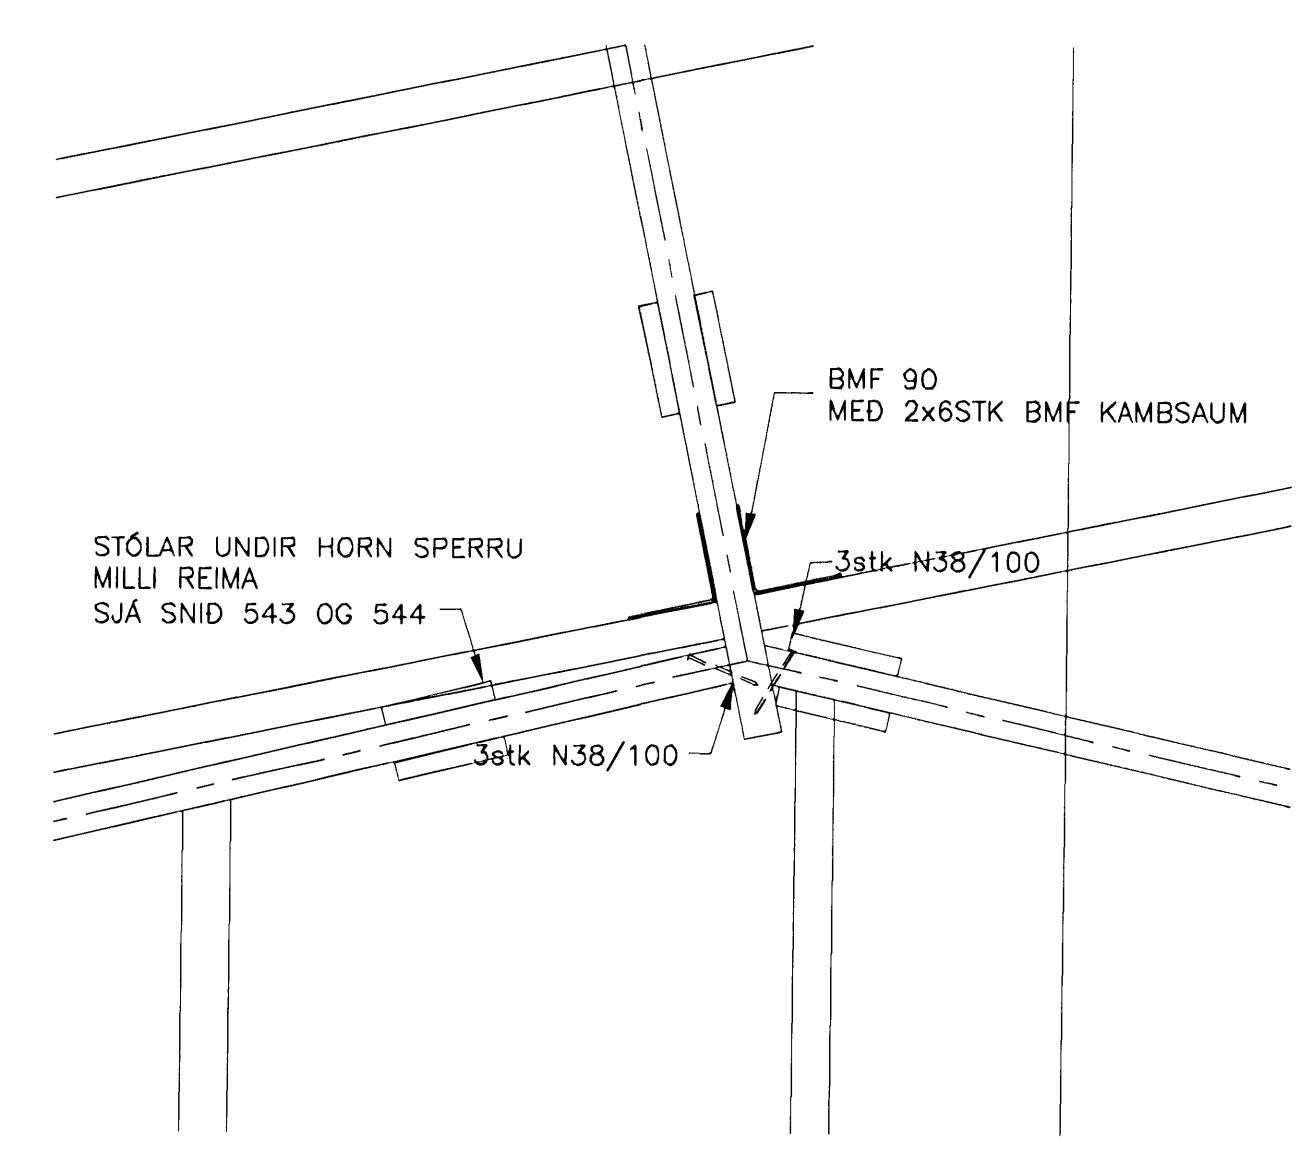 BMF 90
MEÐ 2x6STK BMF KAMBSAUM
STÓLAR UNDIR HORN SPERRU
MILLI REIMA
SJÁ SNIÐ 543 OG 544
3stk N38/100
3stk N38/100